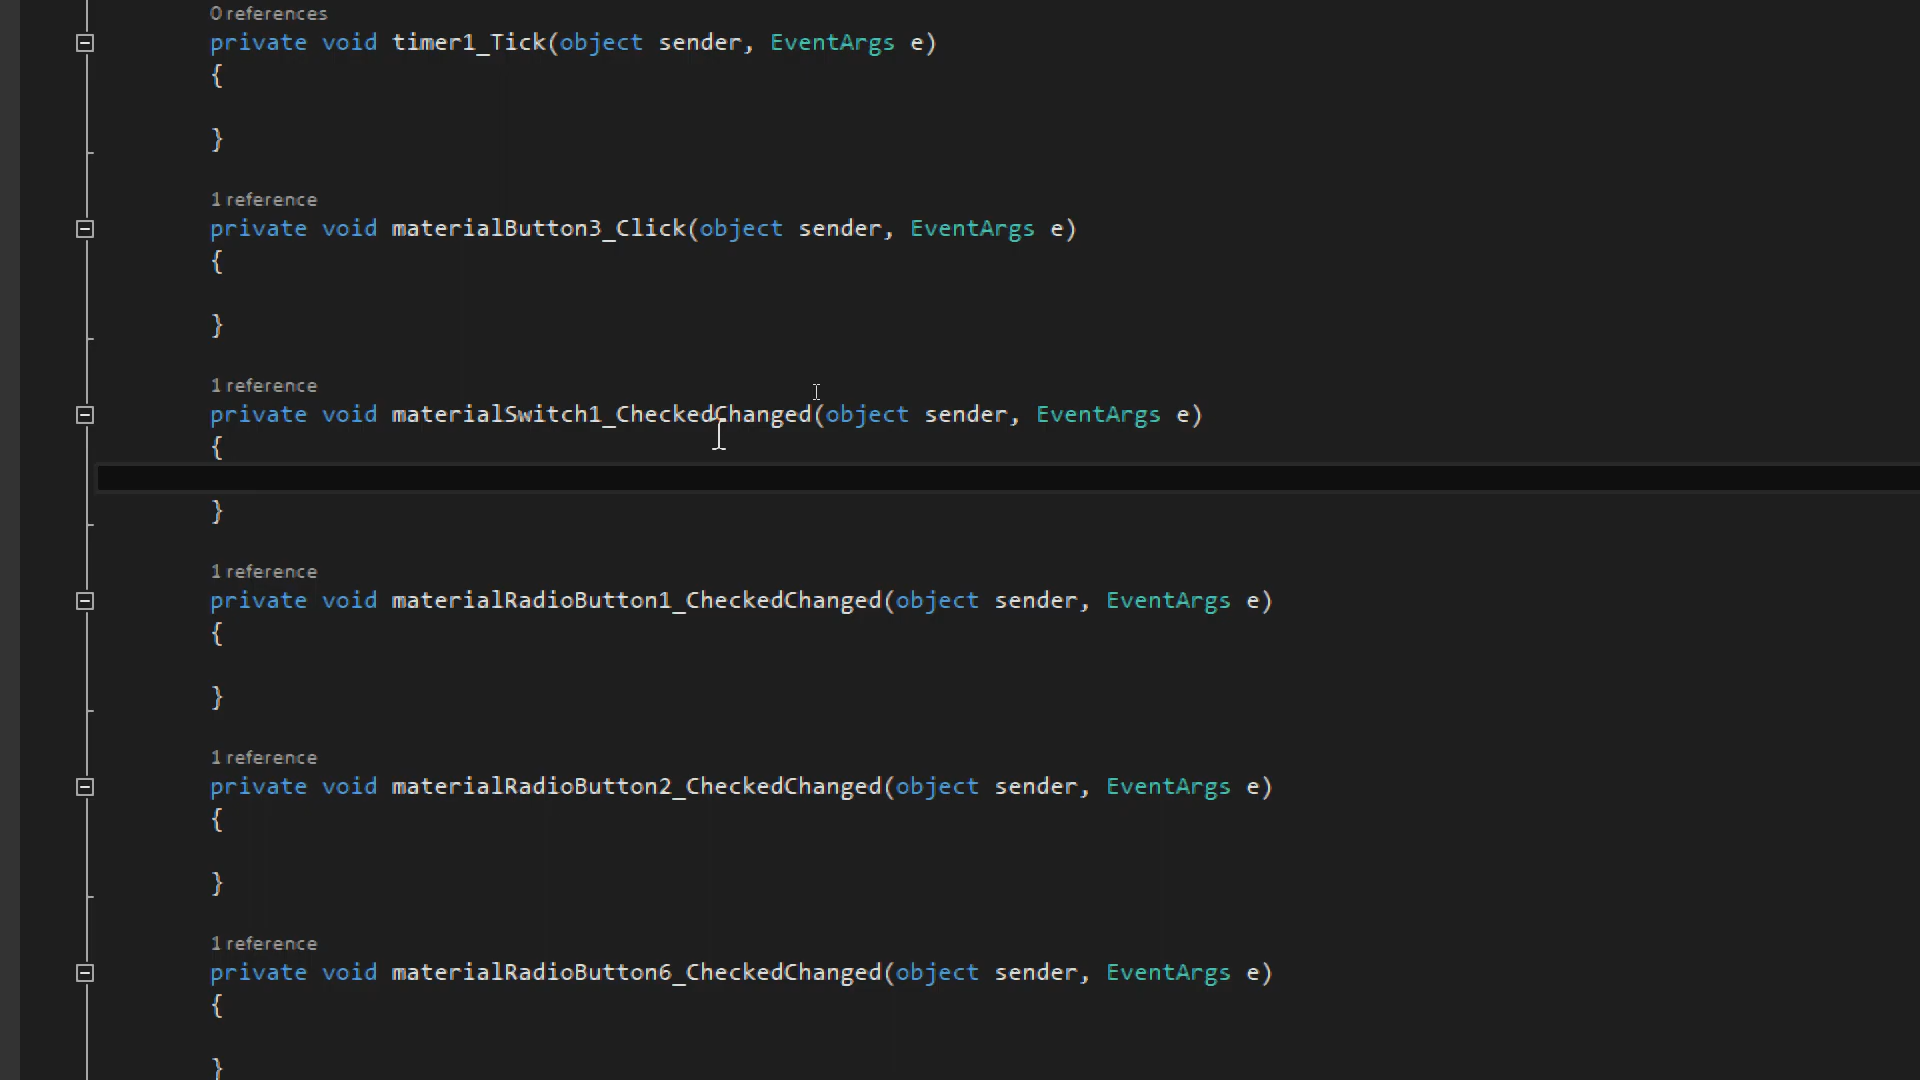 0 references
private void timer1_Tick(object sender, EventArgs e)
{
}
1 reference
private void materialButton3_Click(object sender, EventArgs e)
{
}
1 reference
private void materialSwitch1_CheckedChanged(object sender, EventArgs e)
{
}
1 reference
private void materialRadioButton1_CheckedChanged(object sender, EventArgs e)
{
}
1 reference
private void materialRadioButton2_CheckedChanged(object sender, EventArgs e)
{
}
1 reference
private void materialRadioButton6_CheckedChanged(object sender, EventArgs e)
{
}